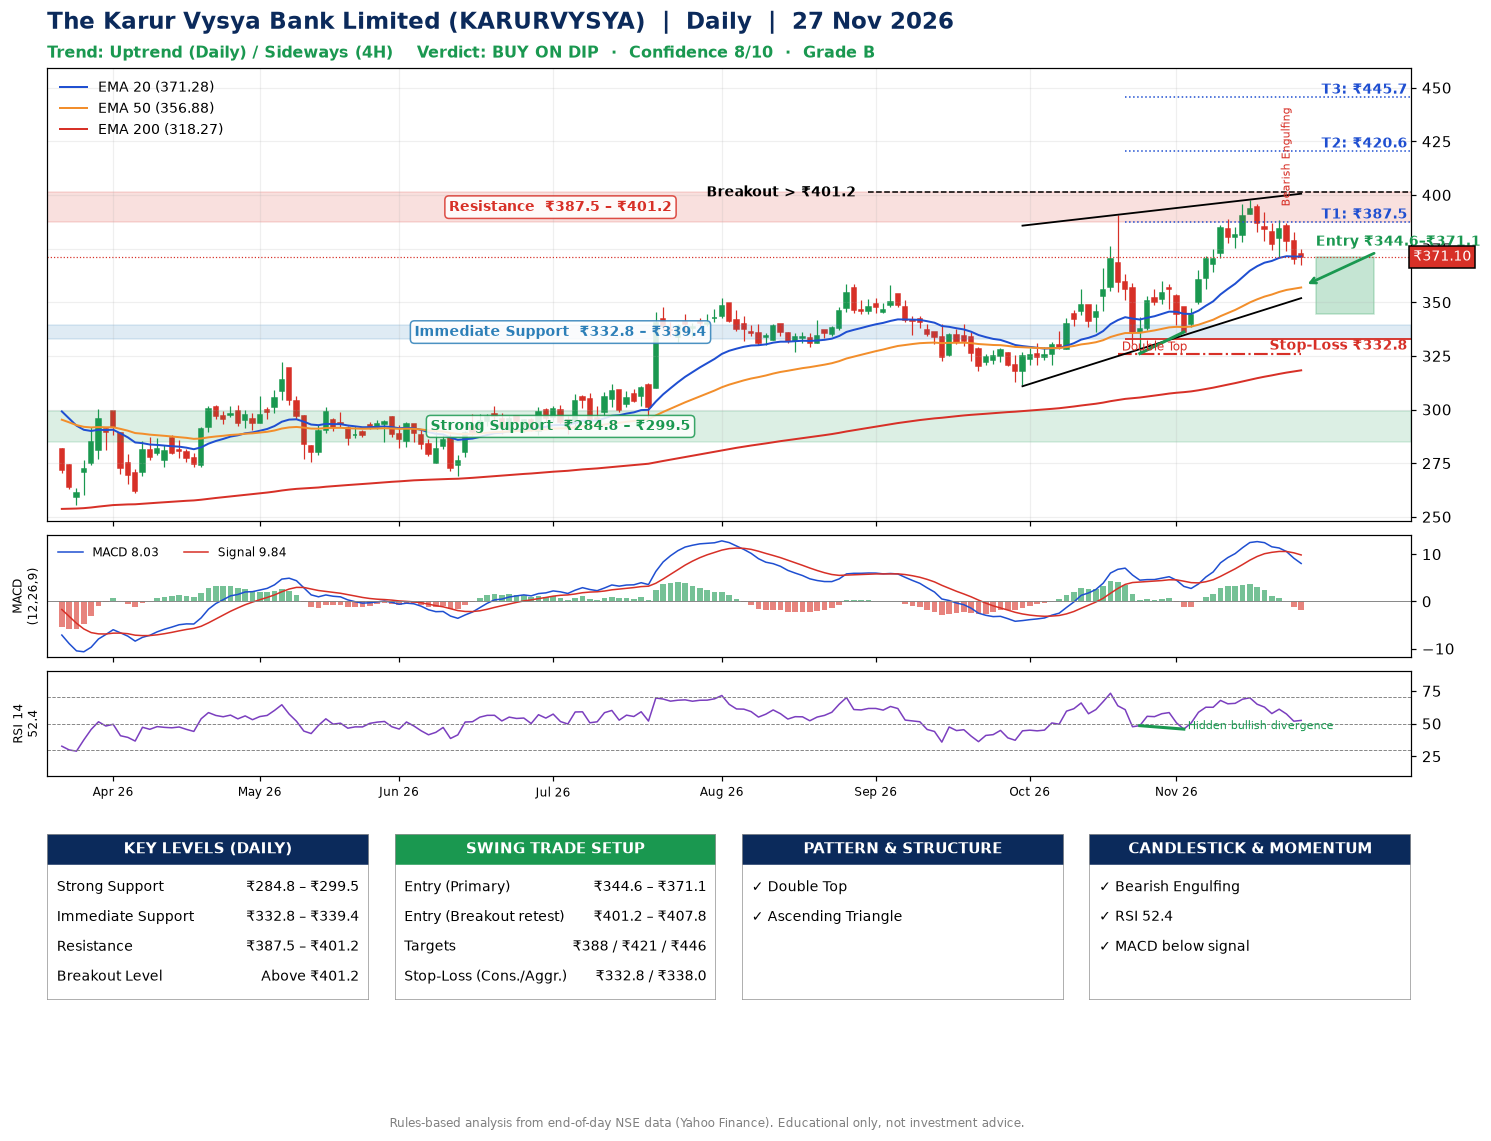 The Karur Vysya Bank Limited (KARURVYSYA)  |  Daily  |  27 Nov 2026
Trend: Uptrend (Daily) / Sideways (4H)    Verdict: BUY ON DIP  ·  Confidence 8/10  ·  Grade B
EMA 20 (371.28)
EMA 50 (356.88)
EMA 200 (318.27)
T3: ₹445.7
T2: ₹420.6
Bearish Engulfing
Breakout > ₹401.2
Resistance  ₹387.5 – ₹401.2
T1: ₹387.5
Entry ₹344.6–₹371.1
₹371.10
Immediate Support  ₹332.8 – ₹339.4
Double Top
Stop-Loss ₹332.8
Strong Support  ₹284.8 – ₹299.5
450
425
400
350
325
300
275
250
MACD 8.03
Signal 9.84
MACD
(12,26,9)
10
0
−10
RSI 14
52.4
Hidden bullish divergence
75
50
25
Apr 26
May 26
Jun 26
Jul 26
Aug 26
Sep 26
Oct 26
Nov 26
KEY LEVELS (DAILY)
Strong Support ₹284.8 – ₹299.5
Immediate Support ₹332.8 – ₹339.4
Resistance ₹387.5 – ₹401.2
Breakout Level Above ₹401.2
SWING TRADE SETUP
Entry (Primary) ₹344.6 – ₹371.1
Entry (Breakout retest) ₹401.2 – ₹407.8
Targets ₹388 / ₹421 / ₹446
Stop-Loss (Cons./Aggr.) ₹332.8 / ₹338.0
PATTERN & STRUCTURE
✓ Double Top
✓ Ascending Triangle
CANDLESTICK & MOMENTUM
✓ Bearish Engulfing
✓ RSI 52.4
✓ MACD below signal
Rules-based analysis from end-of-day NSE data (Yahoo Finance). Educational only, not investment advice.